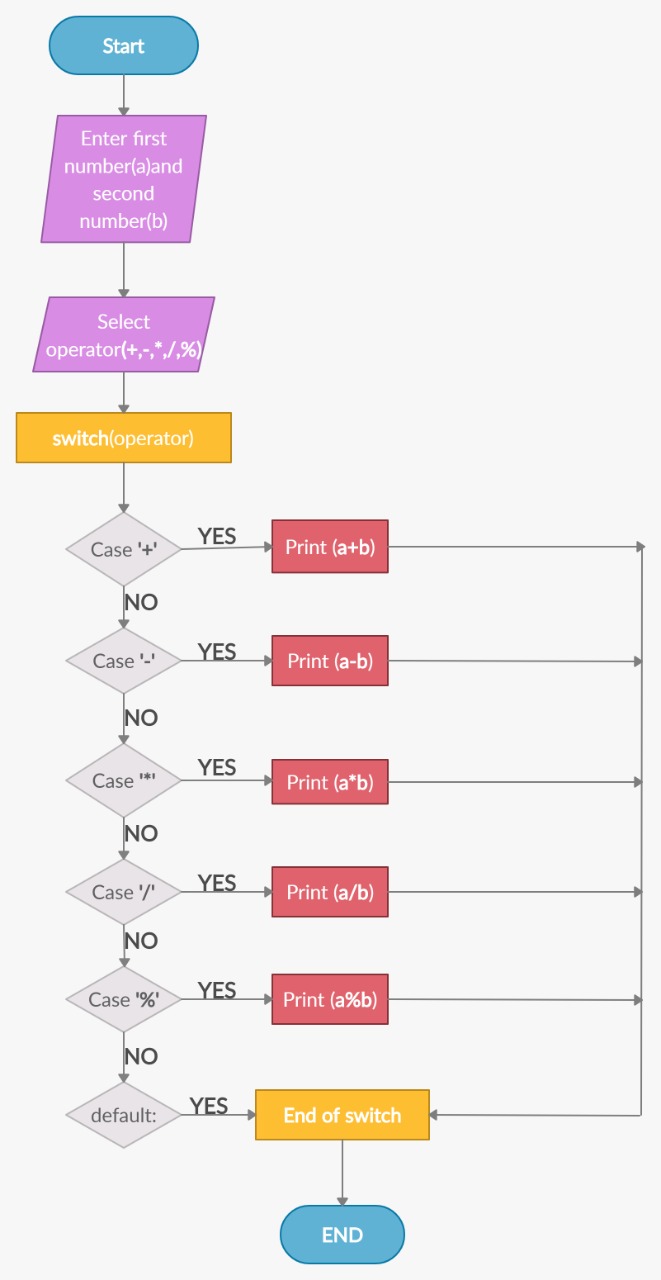 Start
Enter first
number(a)and
second
number(b)
Select
operator(+,-,*,/,%)
switch(operator)
Case '+'
YES
Print (a+b)
NO
Case '-'
YES
Print (a-b)
NO
Case '*'
YES
Print (a*b)
NO
Case '/'
YES
Print (a/b)
NO
Case '%'
YES
Print (a%b)
NO
default:
YES
End of switch
END